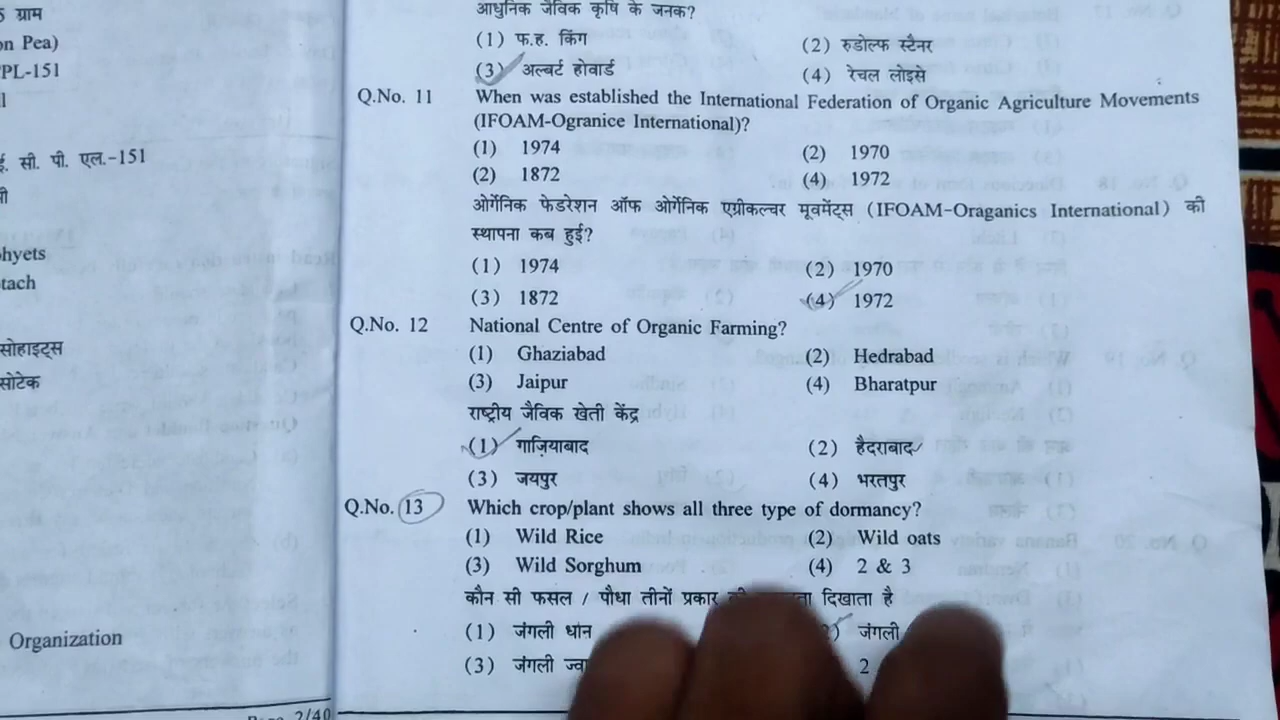 5 ग्राम
on Pea)
PL-151
ई. सी. पी. एल.-151
hyets
tach
सोहाइट्स
सोटेक
Organization
Page 2/40
आधुनिक जैविक कृषि के जनक?
(1) फ.ह. किंग (2) रुडोल्फ स्टैनर
(3) अल्बर्ट होवार्ड (4) रेचल लोइसे
Q.No. 11 When was established the International Federation of Organic Agriculture Movements
(IFOAM-Ogranice International)?
(1) 1974 (2) 1970
(2) 1872 (4) 1972
ओर्गेनिक फेडरेशन ऑफ ओर्गेनिक एग्रीकल्चर मूवमेंट्स (IFOAM-Oraganics International) की
स्थापना कब हुई?
(1) 1974 (2) 1970
(3) 1872 (4) 1972
Q.No. 12 National Centre of Organic Farming?
(1) Ghaziabad (2) Hedrabad
(3) Jaipur (4) Bharatpur
राष्ट्रीय जैविक खेती केंद्र
(1) गाज़ियाबाद (2) हैदराबाद
(3) जयपुर (4) भरतपुर
Q.No. 13 Which crop/plant shows all three type of dormancy?
(1) Wild Rice (2) Wild oats
(3) Wild Sorghum (4) 2 & 3
कौन सी फसल / पौधा तीनों प्रकार दिखाता है
(1) जंगली धान जंगली
(3) जंगली 2